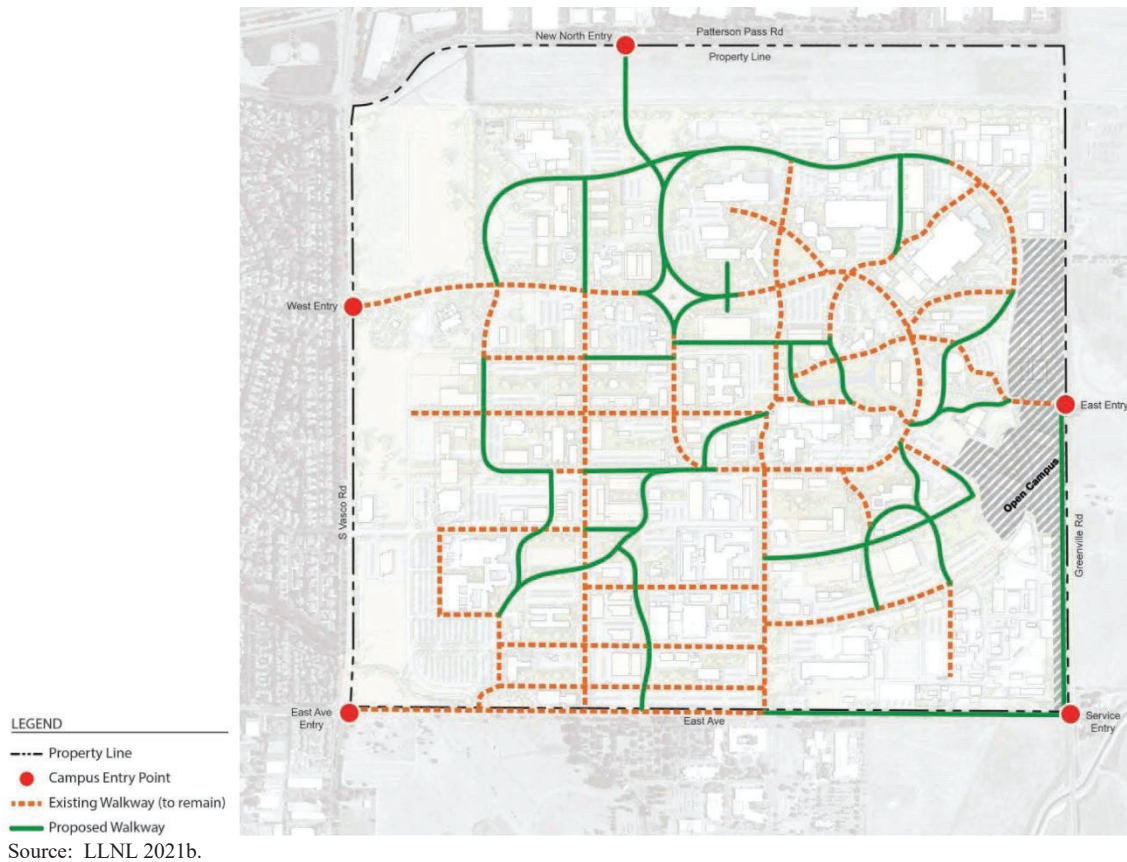 New North Entry
Patterson Pass Rd
Property Line
West Entry
East Entry
Open Campus
S Vasco Rd
Greenville Rd
East Ave
Entry
East Ave
Service
Entry
LEGEND
Property Line
Campus Entry Point
Existing Walkway (to remain)
Proposed Walkway
Source: LLNL 2021b.